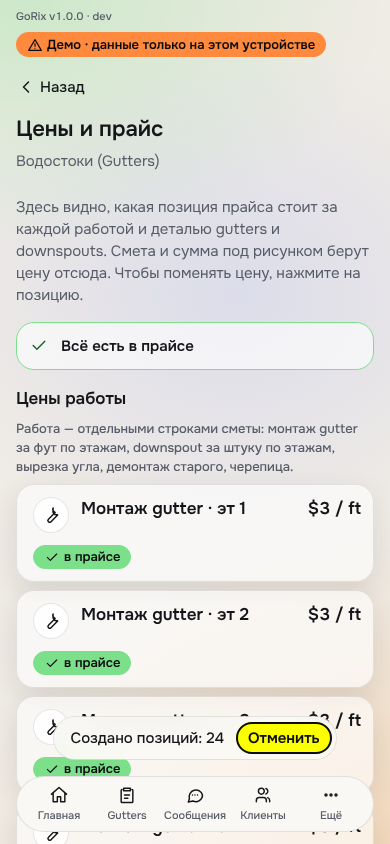 GoRix v1.0.0 · dev
Демо · данные только на этом устройстве
Назад
Цены и прайс
Водостоки (Gutters)
Здесь видно, какая позиция прайса стоит за
каждой работой и деталью gutters и
downspouts. Смета и сумма под рисунком берут
цену отсюда. Чтобы поменять цену, нажмите на
позицию.
Всё есть в прайсе
Цены работы
Работа — отдельными строками сметы: монтаж gutter
за фут по этажам, downspout за штуку по этажам,
вырезка угла, демонтаж старого, черепица.
Монтаж gutter · эт 1 $3 / ft
в прайсе
Монтаж gutter · эт 2 $3 / ft
в прайсе
/ ft
Создано позиций: 24 Отменить
в прайсе
Главная Gutters Сообщения Клиенты Ещё